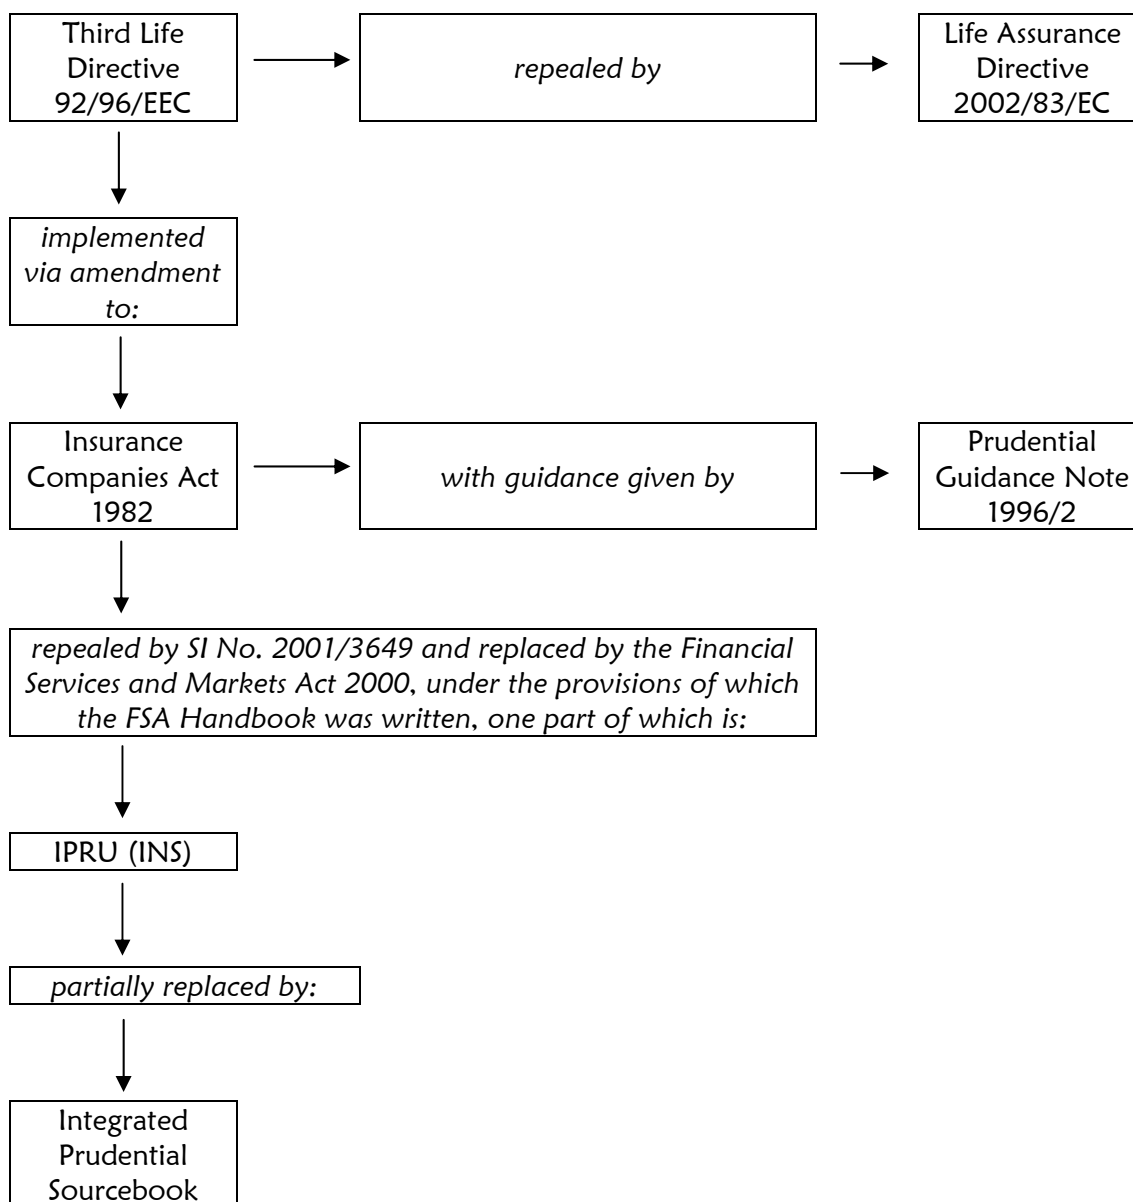 Third Life
Directive
92/96/EEC
repealed by
Life Assurance
Directive
2002/83/EC
implemented
via amendment
to:
Insurance
Companies Act
1982
with guidance given by
Prudential
Guidance Note
1996/2
repealed by SI No. 2001/3649 and replaced by the Financial
Services and Markets Act 2000, under the provisions of which
the FSA Handbook was written, one part of which is:
IPRU (INS)
partially replaced by:
Integrated
Prudential
Sourcebook